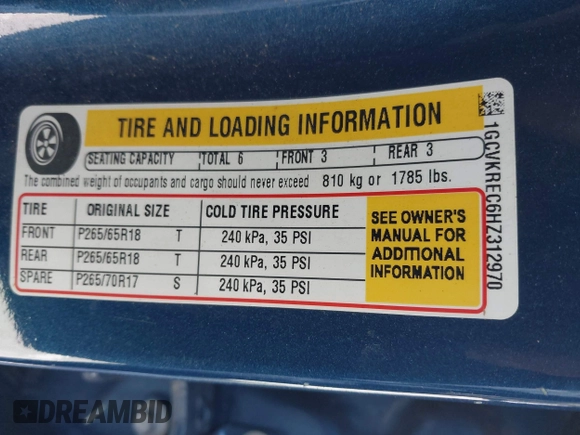 TIRE AND LOADING INFORMATION
SEATING CAPACITY TOTAL 6 FRONT 3 REAR 3
The combined weight of occupants and cargo should never exceed 810 kg or 1785 lbs.
TIRE ORIGINAL SIZE COLD TIRE PRESSURE
FRONT P265/65R18 T 240 kPa, 35 PSI
REAR P265/65R18 T 240 kPa, 35 PSI
SPARE P265/70R17 S 240 kPa, 35 PSI
SEE OWNER'S
MANUAL FOR
ADDITIONAL
INFORMATION
1GCVKREC6HZ312970
DREAMBID